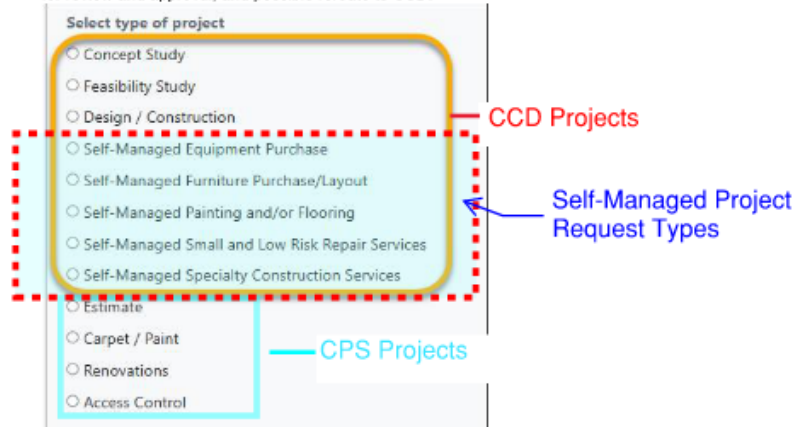 Select type of project
Concept Study
Feasibility Study
Design / Construction
CCD Projects
Self-Managed Equipment Purchase
Self-Managed Furniture Purchase/Layout
Self-Managed Painting and/or Flooring
Self-Managed Small and Low Risk Repair Services
Self-Managed Specialty Construction Services
Self-Managed Project
Request Types
Estimate
Carpet / Paint
Renovations
Access Control
CPS Projects